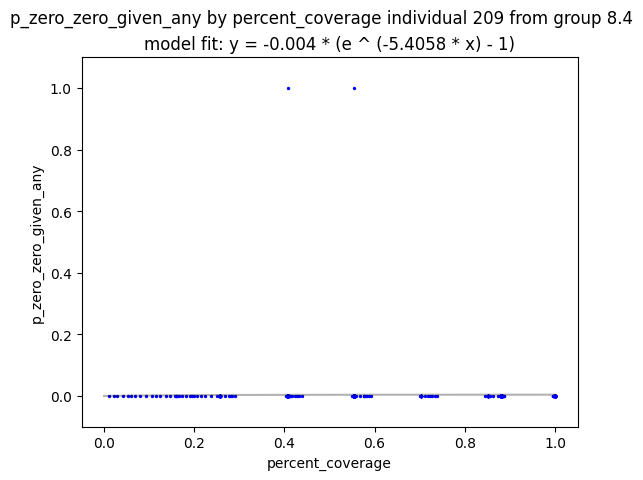 p_zero_zero_given_any by percent_coverage individual 209 from group 8.4
model fit: y = -0.004 * (e ^ (-5.4058 * x) - 1)
1.0
0.8
0.6
0.4
0.2
0.0
p_zero_zero_given_any
0.0 0.2 0.4 0.6 0.8 1.0
percent_coverage